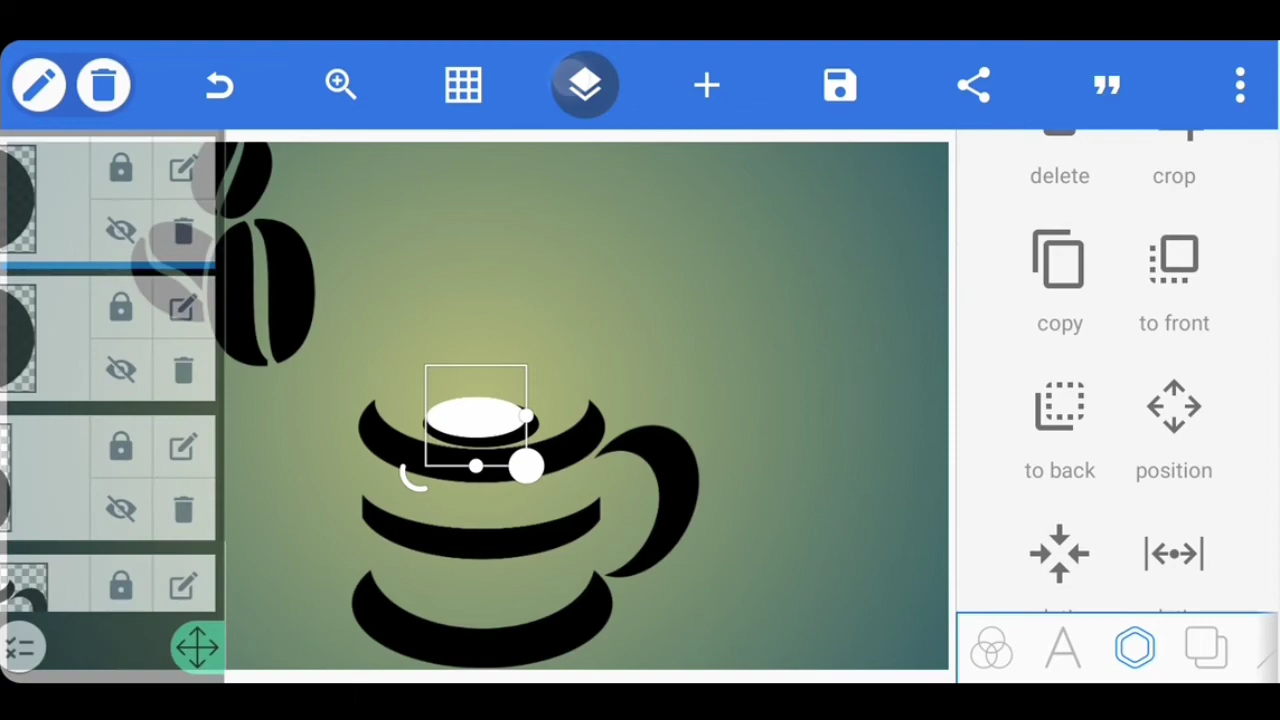 delete
crop
copy
to front
to back
position